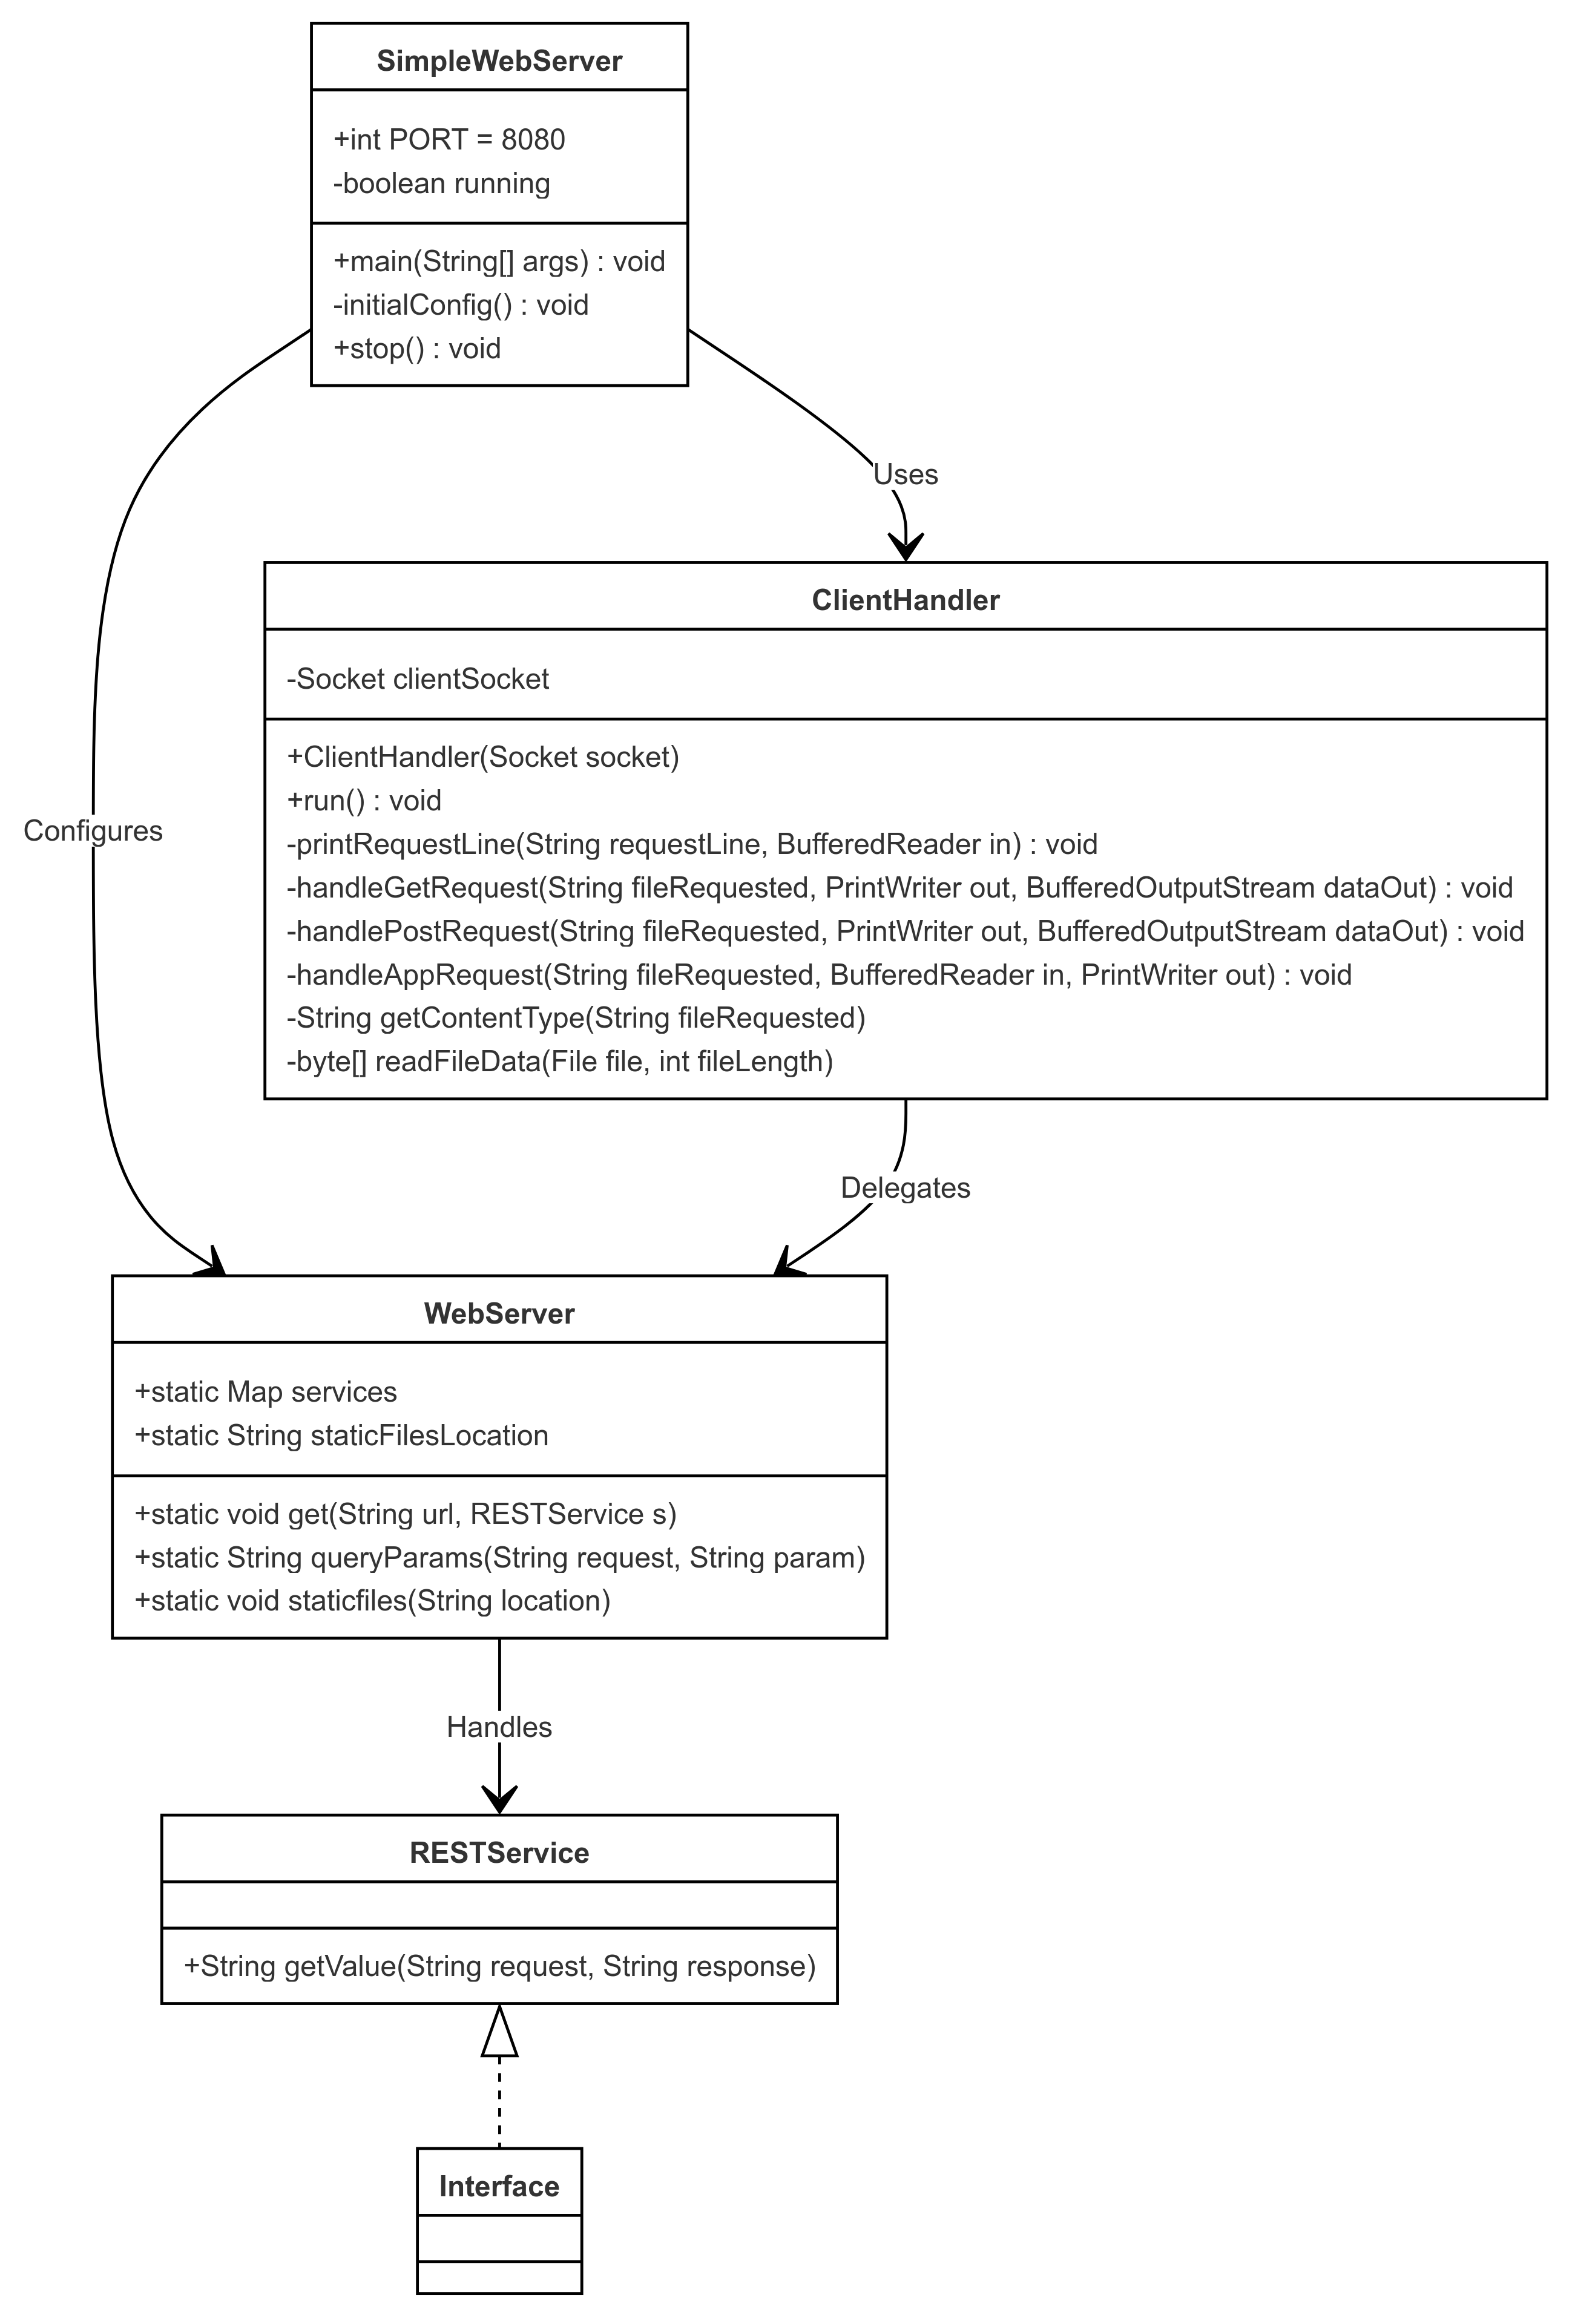 SimpleWebServer
+int PORT = 8080
-boolean running
+main(String[] args) : void
-initialConfig() : void
+stop() : void
Uses
ClientHandler
-Socket clientSocket
+ClientHandler(Socket socket)
+run() : void
-printRequestLine(String requestLine, BufferedReader in) : void
-handleGetRequest(String fileRequested, PrintWriter out, BufferedOutputStream dataOut) : void
-handlePostRequest(String fileRequested, PrintWriter out, BufferedOutputStream dataOut) : void
-handleAppRequest(String fileRequested, BufferedReader in, PrintWriter out) : void
-String getContentType(String fileRequested)
-byte[] readFileData(File file, int fileLength)
Configures
Delegates
WebServer
+static Map services
+static String staticFilesLocation
+static void get(String url, RESTService s)
+static String queryParams(String request, String param)
+static void staticfiles(String location)
Handles
RESTService
+String getValue(String request, String response)
Interface